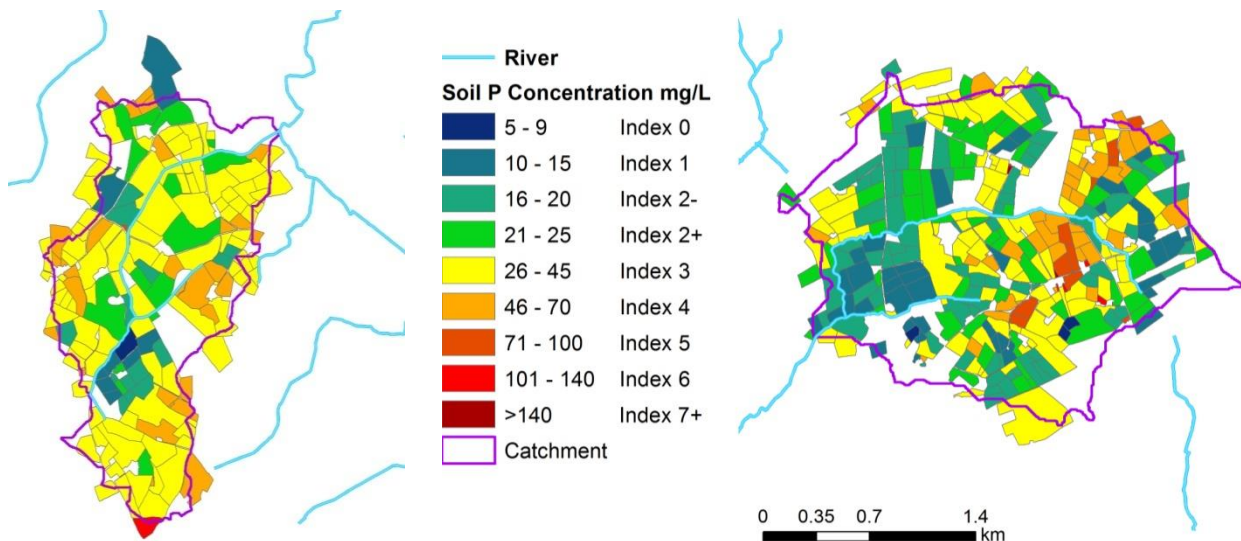 River
Soil P Concentration mg/L
5 - 9 Index 0
10 - 15 Index 1
16 - 20 Index 2-
21 - 25 Index 2+
26 - 45 Index 3
46 - 70 Index 4
71 - 100 Index 5
101 - 140 Index 6
>140 Index 7+
Catchment
0 0.35 0.7 1.4
km